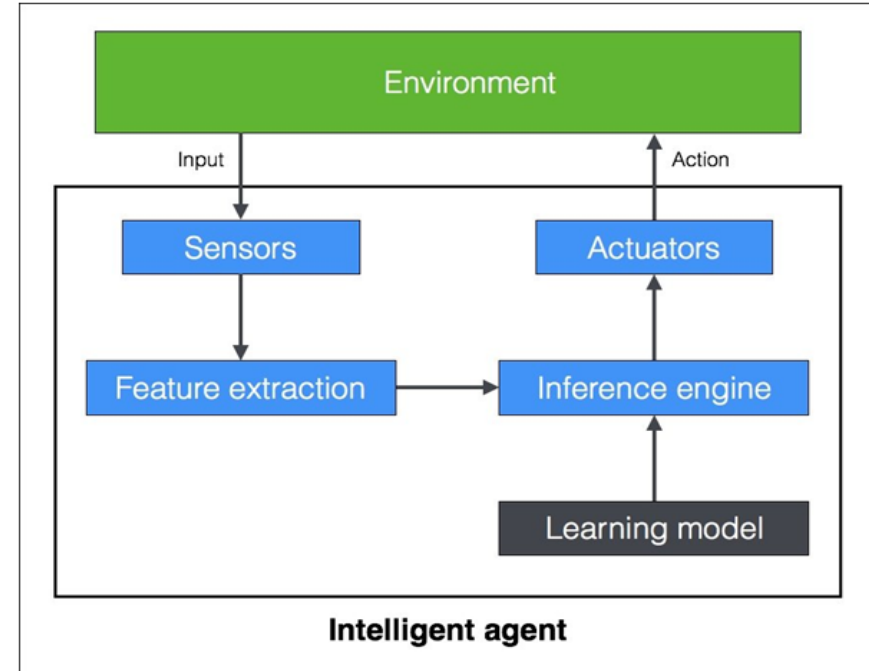 Environment
Input
Action
Sensors
Actuators
Feature extraction
Inference engine
Learning model
Intelligent agent